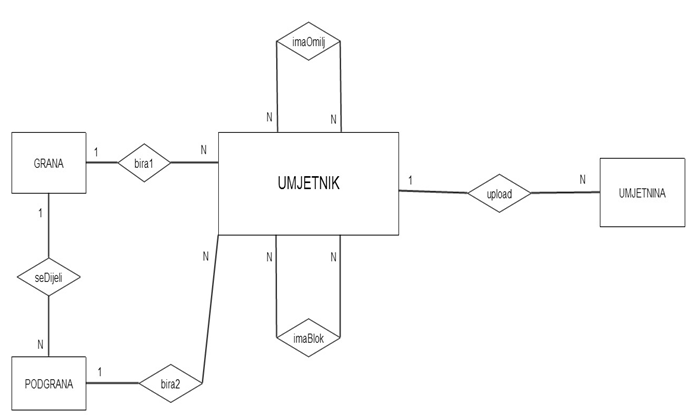 imaOmilj
N
N
GRANA
1
bira1
N
UMJETNIK
1
upload
N
UMJETNINA
1
seDijeli
N
N
N
N
imaBlok
PODGRANA
1
bira2